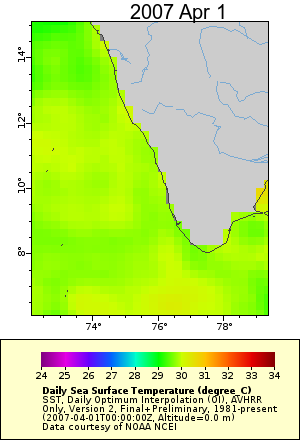 2007 Apr 1
14°
12°
10°
8°
74°
76°
78°
24 25 26 27 28 29 30 31 32 33 34
Daily Sea Surface Temperature (degree_C)
SST, Daily Optimum Interpolation (OI), AVHRR
Only, Version 2, Final+Preliminary, 1981-present
(2007-04-01T00:00:00Z, Altitude=0.0 m)
Data courtesy of NOAA NCEI